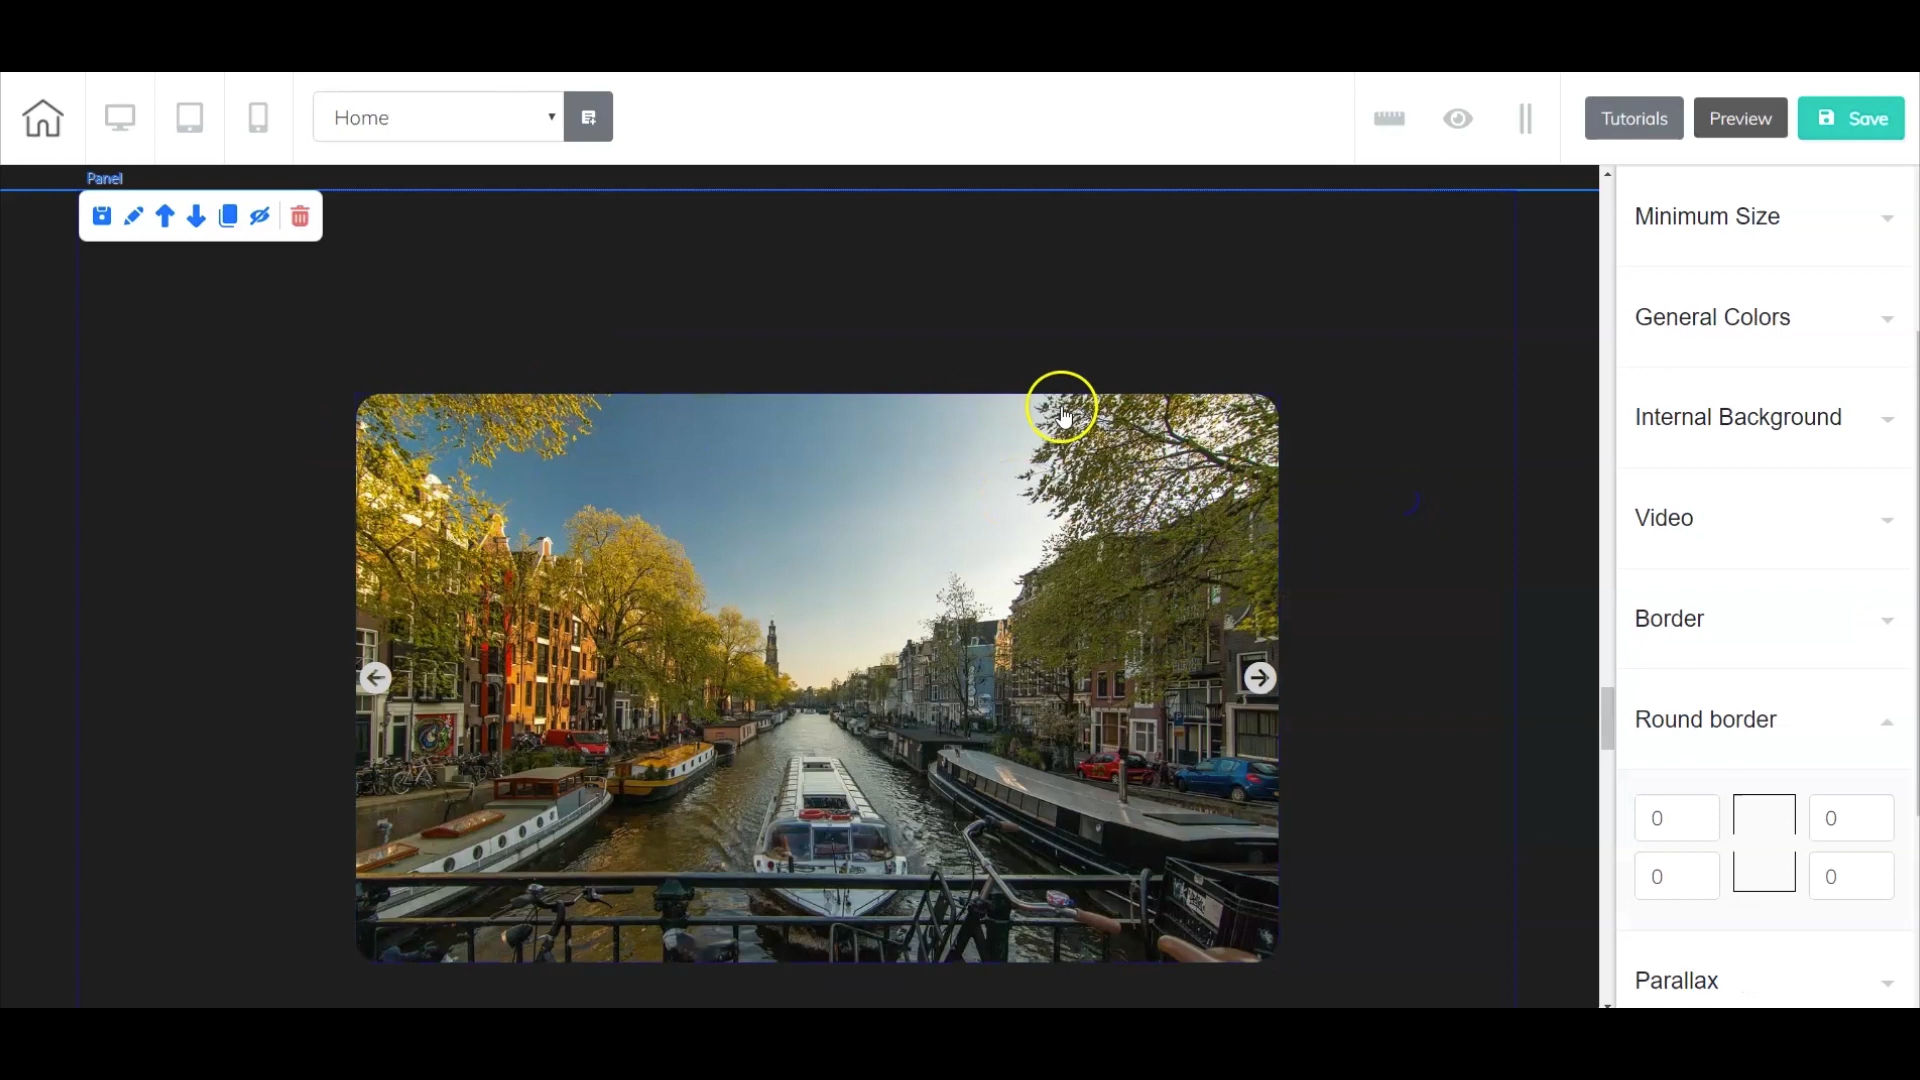 Home
Tutorials
Preview
Save
Panel
Minimum Size
General Colors
Internal Background
Video
Border
Round border
0
0
0
0
Parallax